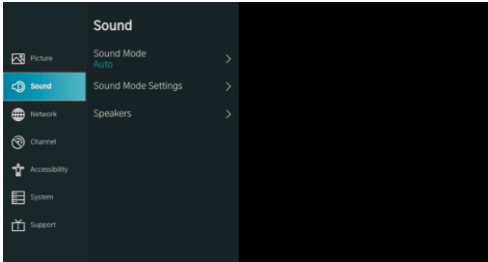 Sound
Picture
Sound
Network
Channel
Accessibility
System
Support
Sound Mode
Auto
Sound Mode Settings
Speakers